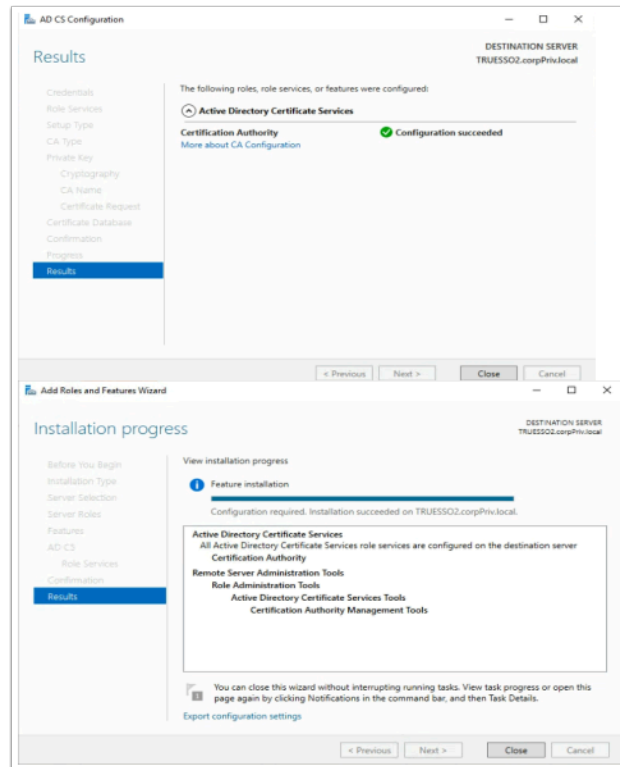 AD CS Configuration
Results
DESTINATION SERVER
TRUESSO2.corpPriv.local
Credentials
Role Services
Setup Type
CA Type
Private Key
Cryptography
CA Name
Certificate Request
Certificate Database
Confirmation
Progress
Results
The following roles, role services, or features were configured:
Active Directory Certificate Services
Certification Authority
Configuration succeeded
More about CA Configuration
< Previous
Next >
Close
Cancel
Add Roles and Features Wizard
Installation progress
DESTINATION SERVER
TRUESSO2.corpPriv.local
Before You Begin
Installation Type
Server Selection
Server Roles
Features
AD CS
Role Services
Confirmation
Results
View installation progress
Feature installation
Configuration required. Installation succeeded on TRUESSO2.corpPriv.local.
Active Directory Certificate Services
All Active Directory Certificate Services role services are configured on the destination server
Certification Authority
Remote Server Administration Tools
Role Administration Tools
Active Directory Certificate Services Tools
Certification Authority Management Tools
You can close this wizard without interrupting running tasks. View task progress or open this
page again by clicking Notifications in the command bar, and then Task Details.
Export configuration settings
< Previous
Next >
Close
Cancel